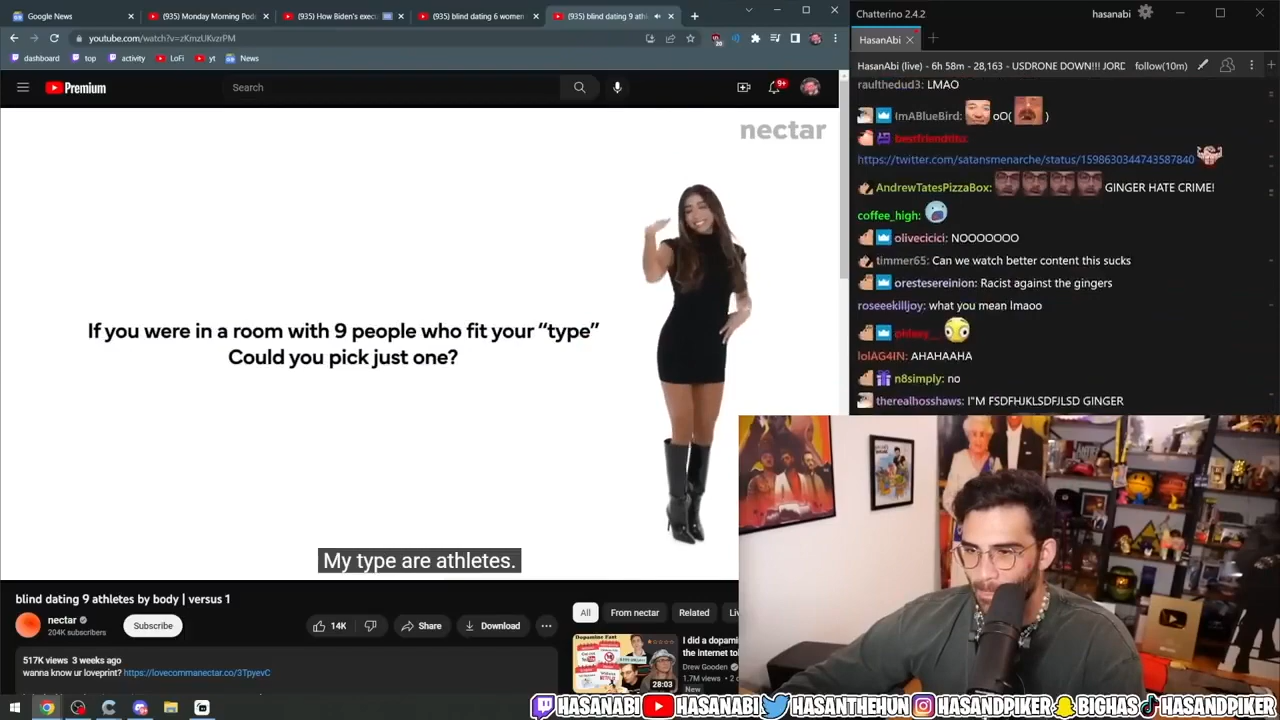 Google News
(935) Monday Morning Pod
(935) How Biden's exec
(935) blind dating 6 women
(935) blind dating 9 ath
youtube.com/watch?v=zKmzUKvzrPM
20
dashboard
top
activity
LoFi
yt
News
Premium
Search
9+
nectar
If you were in a room with 9 people who fit your “type”
Could you pick just one?
My type are athletes.
blind dating 9 athletes by body | versus 1
nectar
204K subscribers
Subscribe
14K
Share
Download
517K views 3 weeks ago
wanna know ur loveprint? https://lovecommanectar.co/3TpyevC
All
From nectar
Related
I did a dopami
the internet to
Drew Gooden
1.7M views • 2
New
28:03
Chatterino 2.4.2
hasanabi
HasanAbi
HasanAbi (live) - 6h 58m - 28,163 - USDRONE DOWN!!! JORD
follow(10m)
raulthedud3: LMAO
ImABlueBird: oO( )
https://twitter.com/satansmenarche/status/1598630344743587840
AndrewTatesPizzaBox: GINGER HATE CRIME!
coffee_high:
olivecicici: NOOOOOOO
timmer65: Can we watch better content this sucks
orestesereinion: Racist against the gingers
roseeekilljoy: what you mean lmaoo
lolAG4IN: AHAHAAHA
n8simply: no
therealhosshaws: I"M FSDFHJKLSDFJLSD GINGER
HASANABI HASANABI HASANTHEHUN HASANDPIKER BIGHAS HASANDPIKER